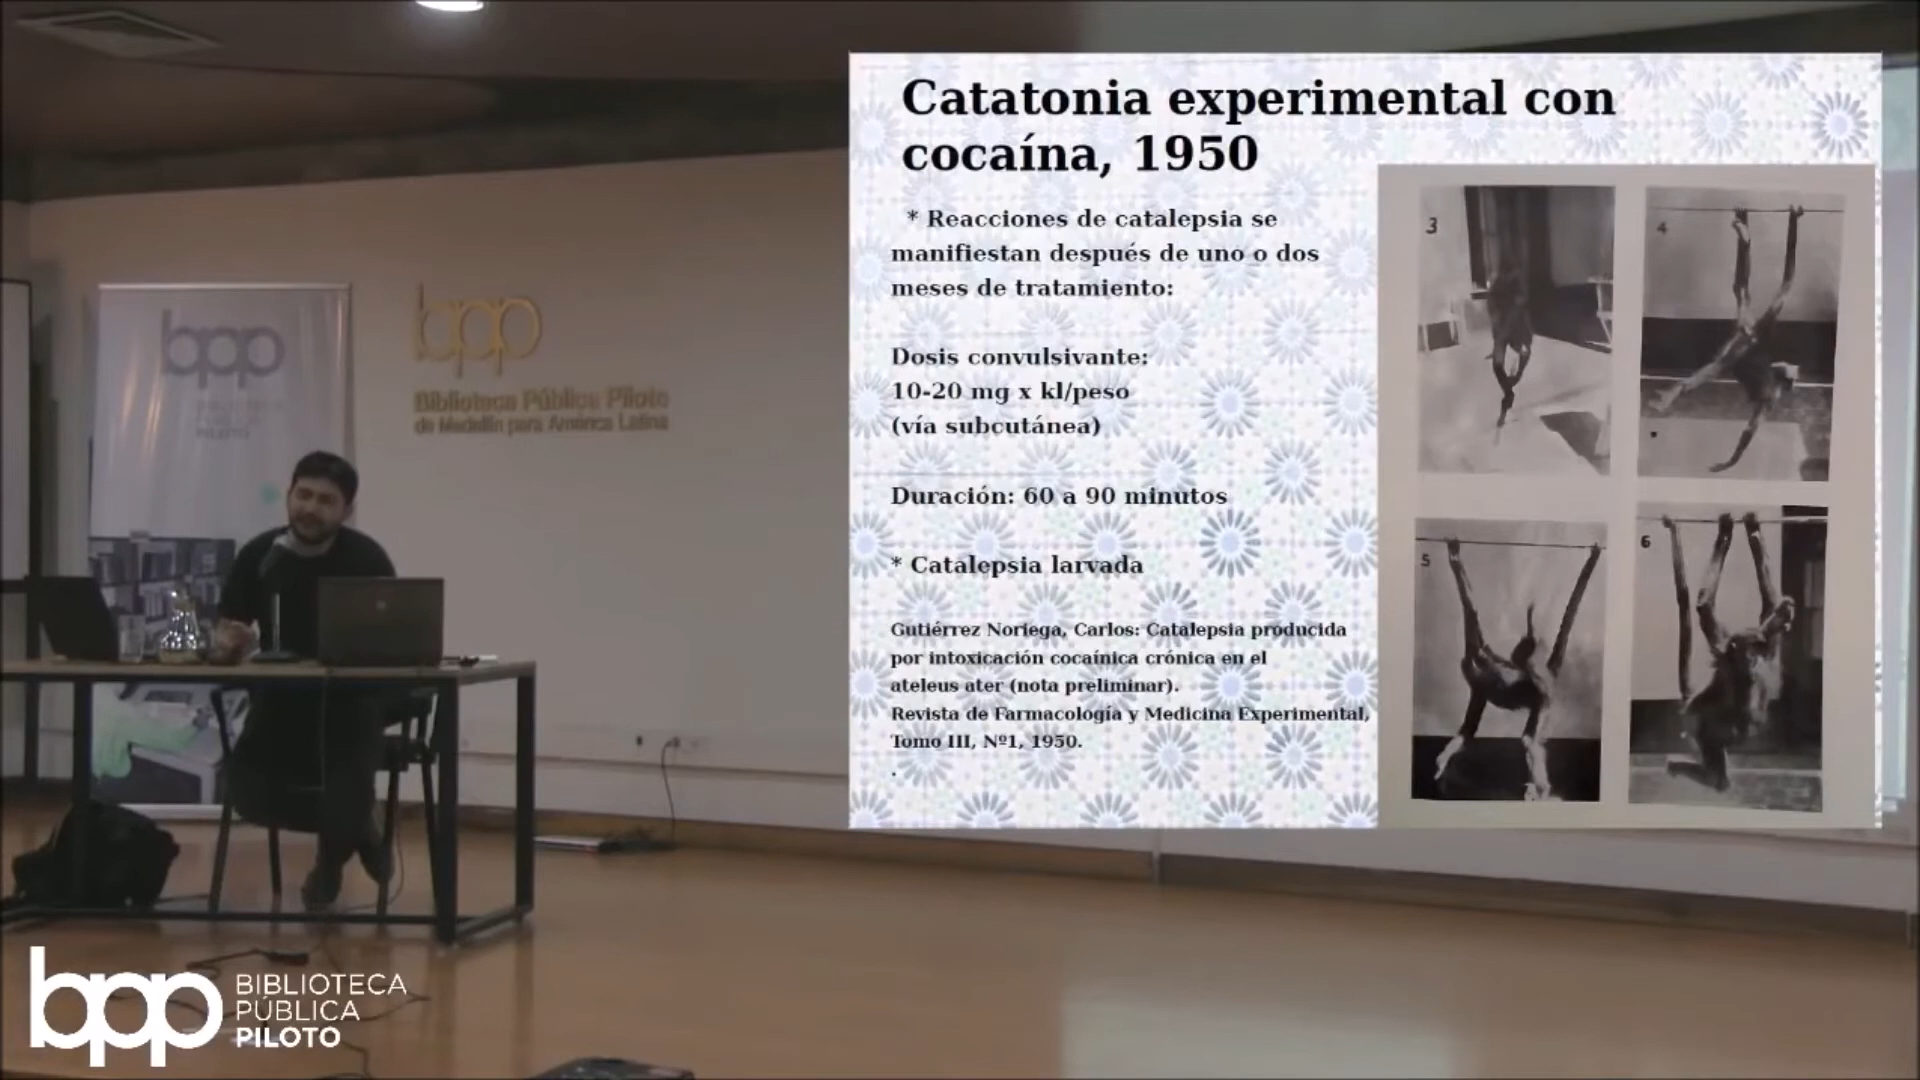 Catatonia experimental con
cocaína, 1950
* Reacciones de catalepsia se
manifiestan después de uno o dos
meses de tratamiento:
Dosis convulsivante:
10-20 mg x kl/peso
(vía subcutánea)
Duración: 60 a 90 minutos
* Catalepsia larvada
Gutiérrez Noriega, Carlos: Catalepsia producida
por intoxicación cocaínica crónica en el
ateleus ater (nota preliminar).
Revista de Farmacología y Medicina Experimental,
Tomo III, Nº1, 1950.
.
3
4
5
6
bpp
PILOTO
bpp
Biblioteca Pública Piloto
de Medellín para América Latina
bpp
BIBLIOTECA
PÚBLICA
PILOTO